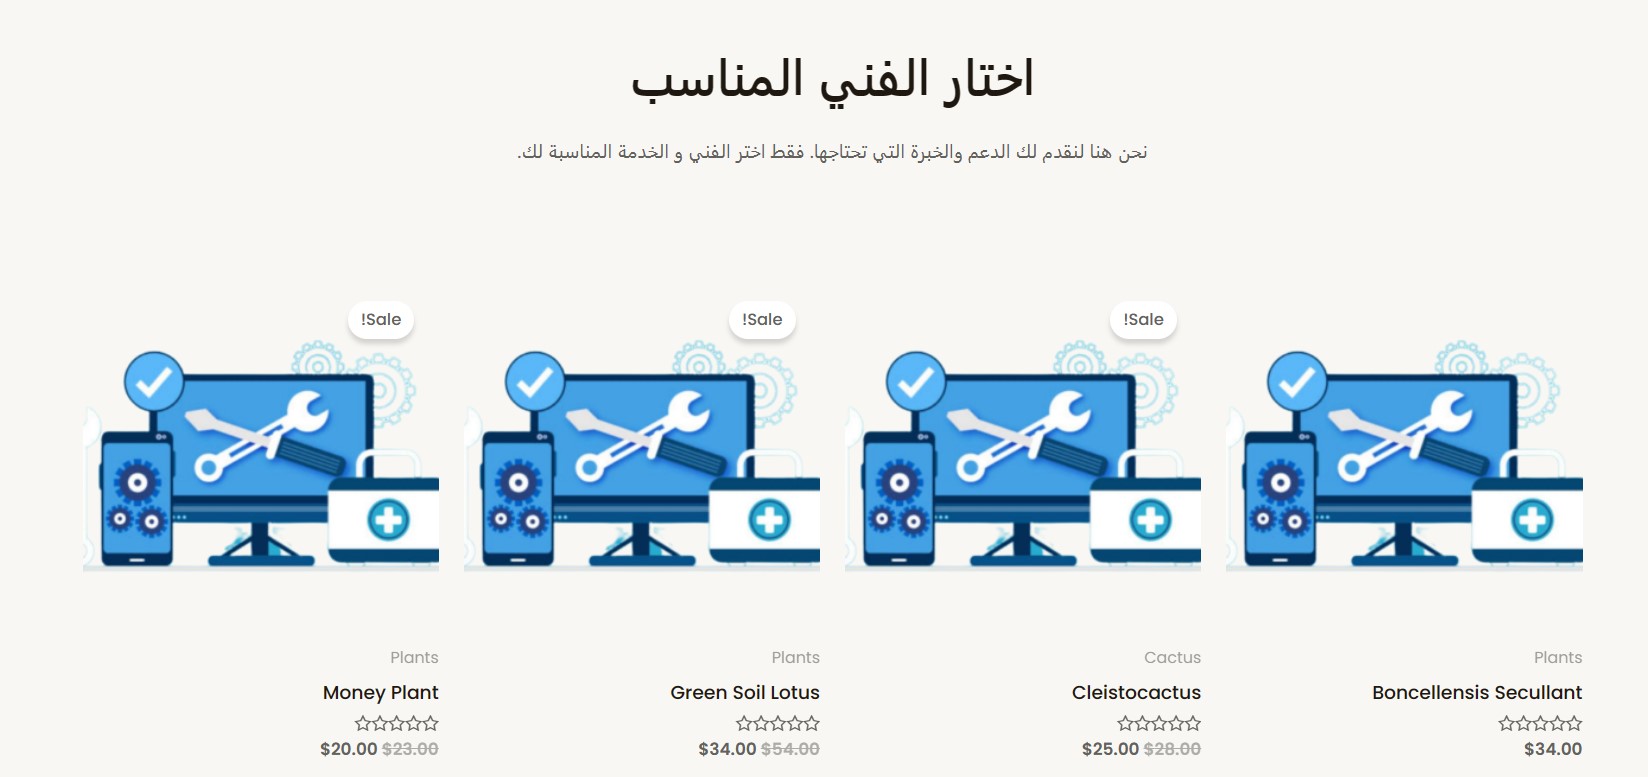 اختار الفني المناسب
نحن هنا لنقدم لك الدعم والخبرة التي تحتاجها. فقط اختر الفني و الخدمة المناسبة لك.
!Sale
!Sale
!Sale
Plants
Boncellensis Secullant
$34.00
Cactus
Cleistocactus
$25.00 $28.00
Plants
Green Soil Lotus
$34.00 $54.00
Plants
Money Plant
$20.00 $23.00